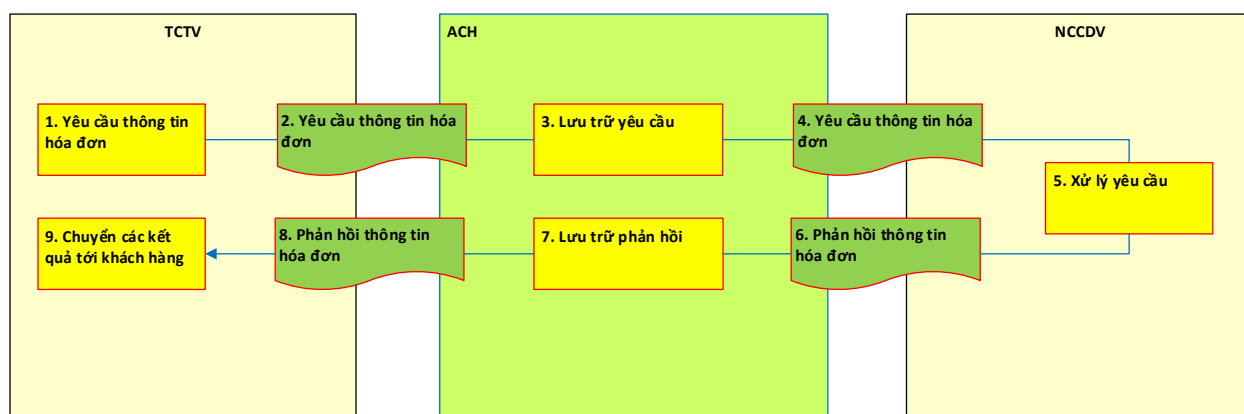 TCTV
ACH
NCCDV
1. Yêu cầu thông tin
hóa đơn
2. Yêu cầu thông tin
hóa đơn
3. Lưu trữ yêu cầu
4. Yêu cầu thông tin
hóa đơn
5. Xử lý yêu cầu
6. Phản hồi thông tin
hóa đơn
7. Lưu trữ phản hồi
8. Phản hồi thông tin
hóa đơn
9. Chuyển các kết
quả tới khách hàng